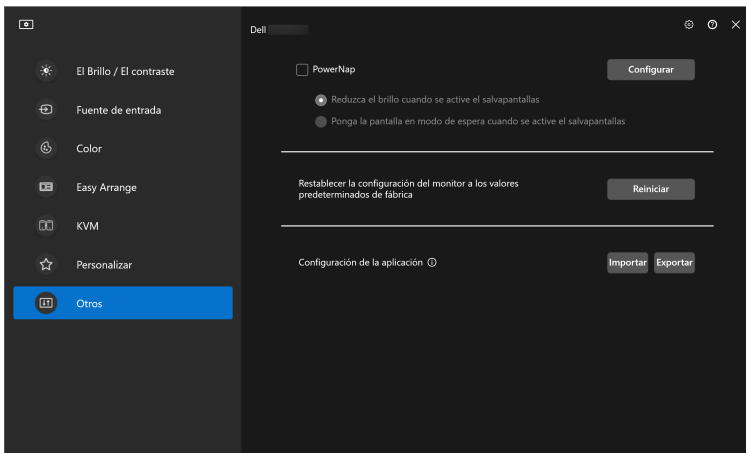 Dell
El Brillo / El contraste
Fuente de entrada
Color
Easy Arrange
KVM
Personalizar
Otros
PowerNap
Configurar
Reduzca el brillo cuando se active el salvapantallas
Ponga la pantalla en modo de espera cuando se active el salvapantallas
Restablecer la configuración del monitor a los valores
predeterminados de fábrica
Reiniciar
Configuración de la aplicación
Importar
Exportar